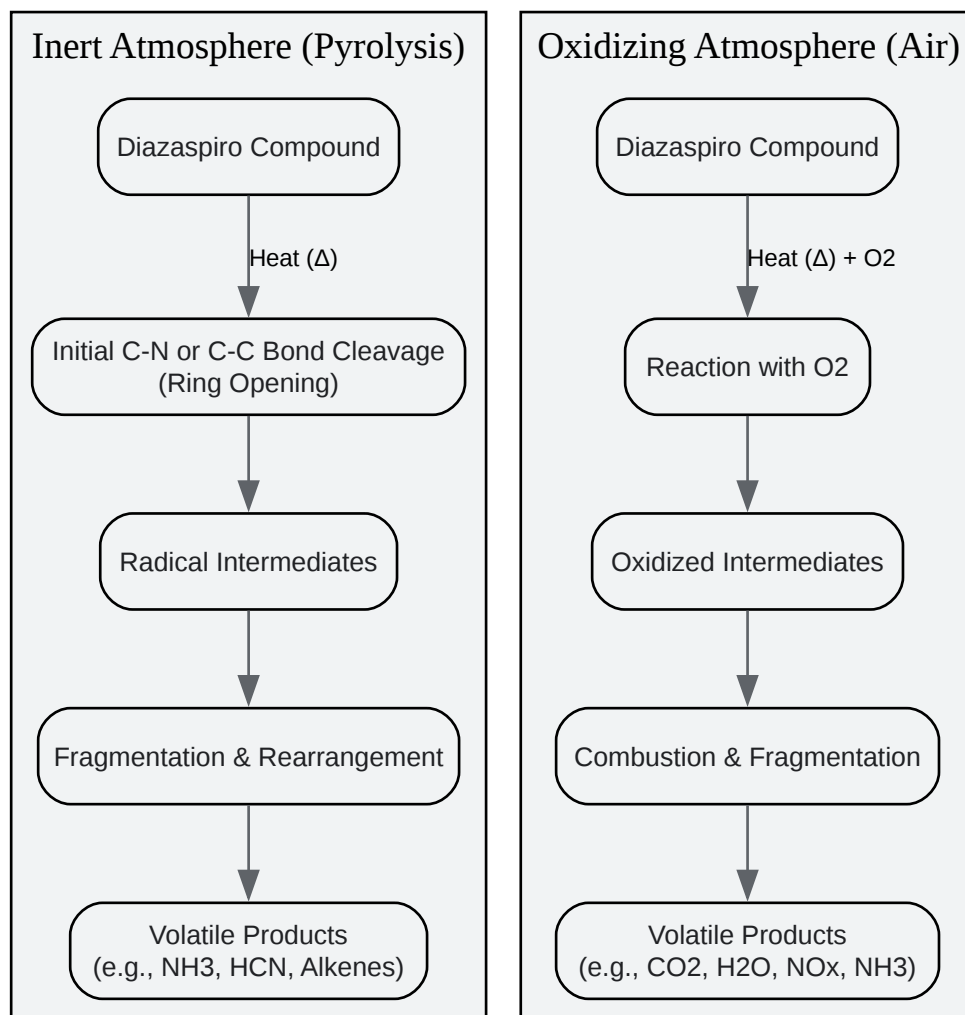 Inert Atmosphere (Pyrolysis)
Diazaspiro Compound
Heat (Δ)
Initial C-N or C-C Bond Cleavage
(Ring Opening)
Radical Intermediates
Fragmentation & Rearrangement
Volatile Products
(e.g., NH3, HCN, Alkenes)
Oxidizing Atmosphere (Air)
Diazaspiro Compound
Heat (Δ) + O2
Reaction with O2
Oxidized Intermediates
Combustion & Fragmentation
Volatile Products
(e.g., CO2, H2O, NOx, NH3)